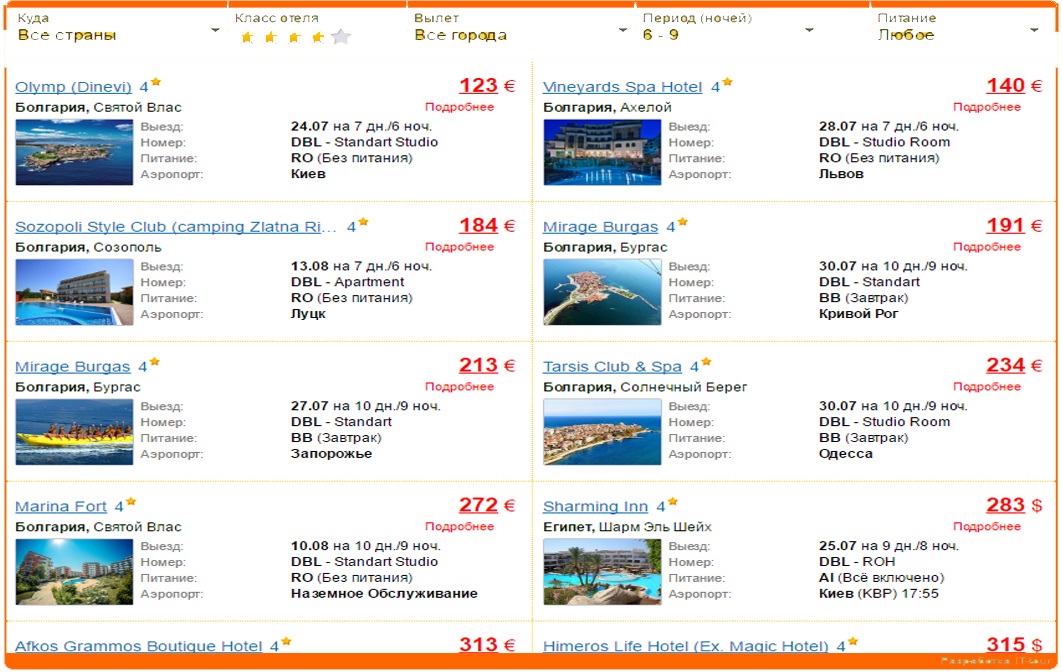 Куда Класс отеля Вылет Период (ночей) Питание
Все страны Все города 6 - 9 Любое
Olymp (Dinevi) 4 123 €
Болгария, Святой Влас Подробнее
Выезд: 24.07 на 7 дн./6 ноч.
Номер: DBL - Standart Studio
Питание: RO (Без питания)
Аэропорт: Киев
Vineyards Spa Hotel 4 140 €
Болгария, Ахелой Подробнее
Выезд: 28.07 на 7 дн./6 ноч.
Номер: DBL - Studio Room
Питание: RO (Без питания)
Аэропорт: Львов
Sozopoli Style Club (camping Zlatna Ri... 4 184 €
Болгария, Созополь Подробнее
Выезд: 13.08 на 7 дн./6 ноч.
Номер: DBL - Apartment
Питание: RO (Без питания)
Аэропорт: Луцк
Mirage Burgas 4 191 €
Болгария, Бургас Подробнее
Выезд: 30.07 на 10 дн./9 ноч.
Номер: DBL - Standart
Питание: BB (Завтрак)
Аэропорт: Кривой Рог
Mirage Burgas 4 213 €
Болгария, Бургас Подробнее
Выезд: 27.07 на 10 дн./9 ноч.
Номер: DBL - Standart
Питание: BB (Завтрак)
Аэропорт: Запорожье
Tarsis Club & Spa 4 234 €
Болгария, Солнечный Берег Подробнее
Выезд: 30.07 на 10 дн./9 ноч.
Номер: DBL - Studio Room
Питание: BB (Завтрак)
Аэропорт: Одесса
Marina Fort 4 272 €
Болгария, Святой Влас Подробнее
Выезд: 10.08 на 10 дн./9 ноч.
Номер: DBL - Standart Studio
Питание: RO (Без питания)
Аэропорт: Наземное Обслуживание
Sharming Inn 4 283 $
Египет, Шарм Эль Шейх Подробнее
Выезд: 25.07 на 9 дн./8 ноч.
Номер: DBL - ROH
Питание: AI (Всё включено)
Аэропорт: Киев (KBP) 17:55
Afkos Grammos Boutique Hotel 4 313 €
Himeros Life Hotel (Ex. Magic Hotel) 4 315 $